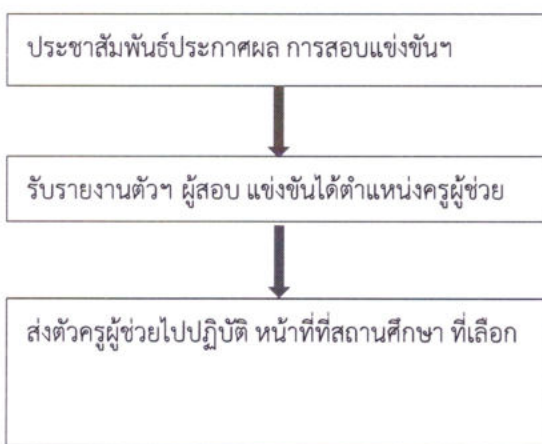 ประชาสัมพันธ์ประกาศผล การสอบแข่งขันฯ
รับรายงานตัวฯ ผู้สอบ แข่งขันได้ตำแหน่งครูผู้ช่วย
ส่งตัวครูผู้ช่วยไปปฏิบัติ หน้าที่ที่สถานศึกษา ที่เลือก